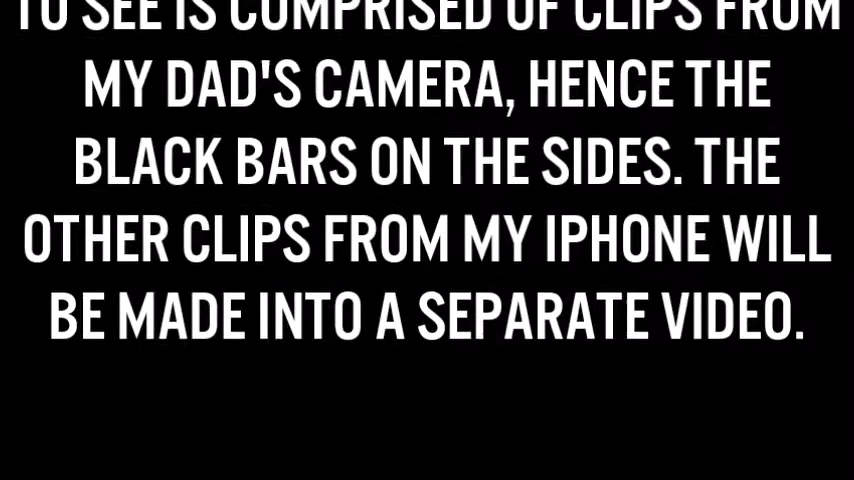 TO SEE IS COMPRISED OF CLIPS FROM
MY DAD'S CAMERA, HENCE THE
BLACK BARS ON THE SIDES. THE
OTHER CLIPS FROM MY IPHONE WILL
BE MADE INTO A SEPARATE VIDEO.